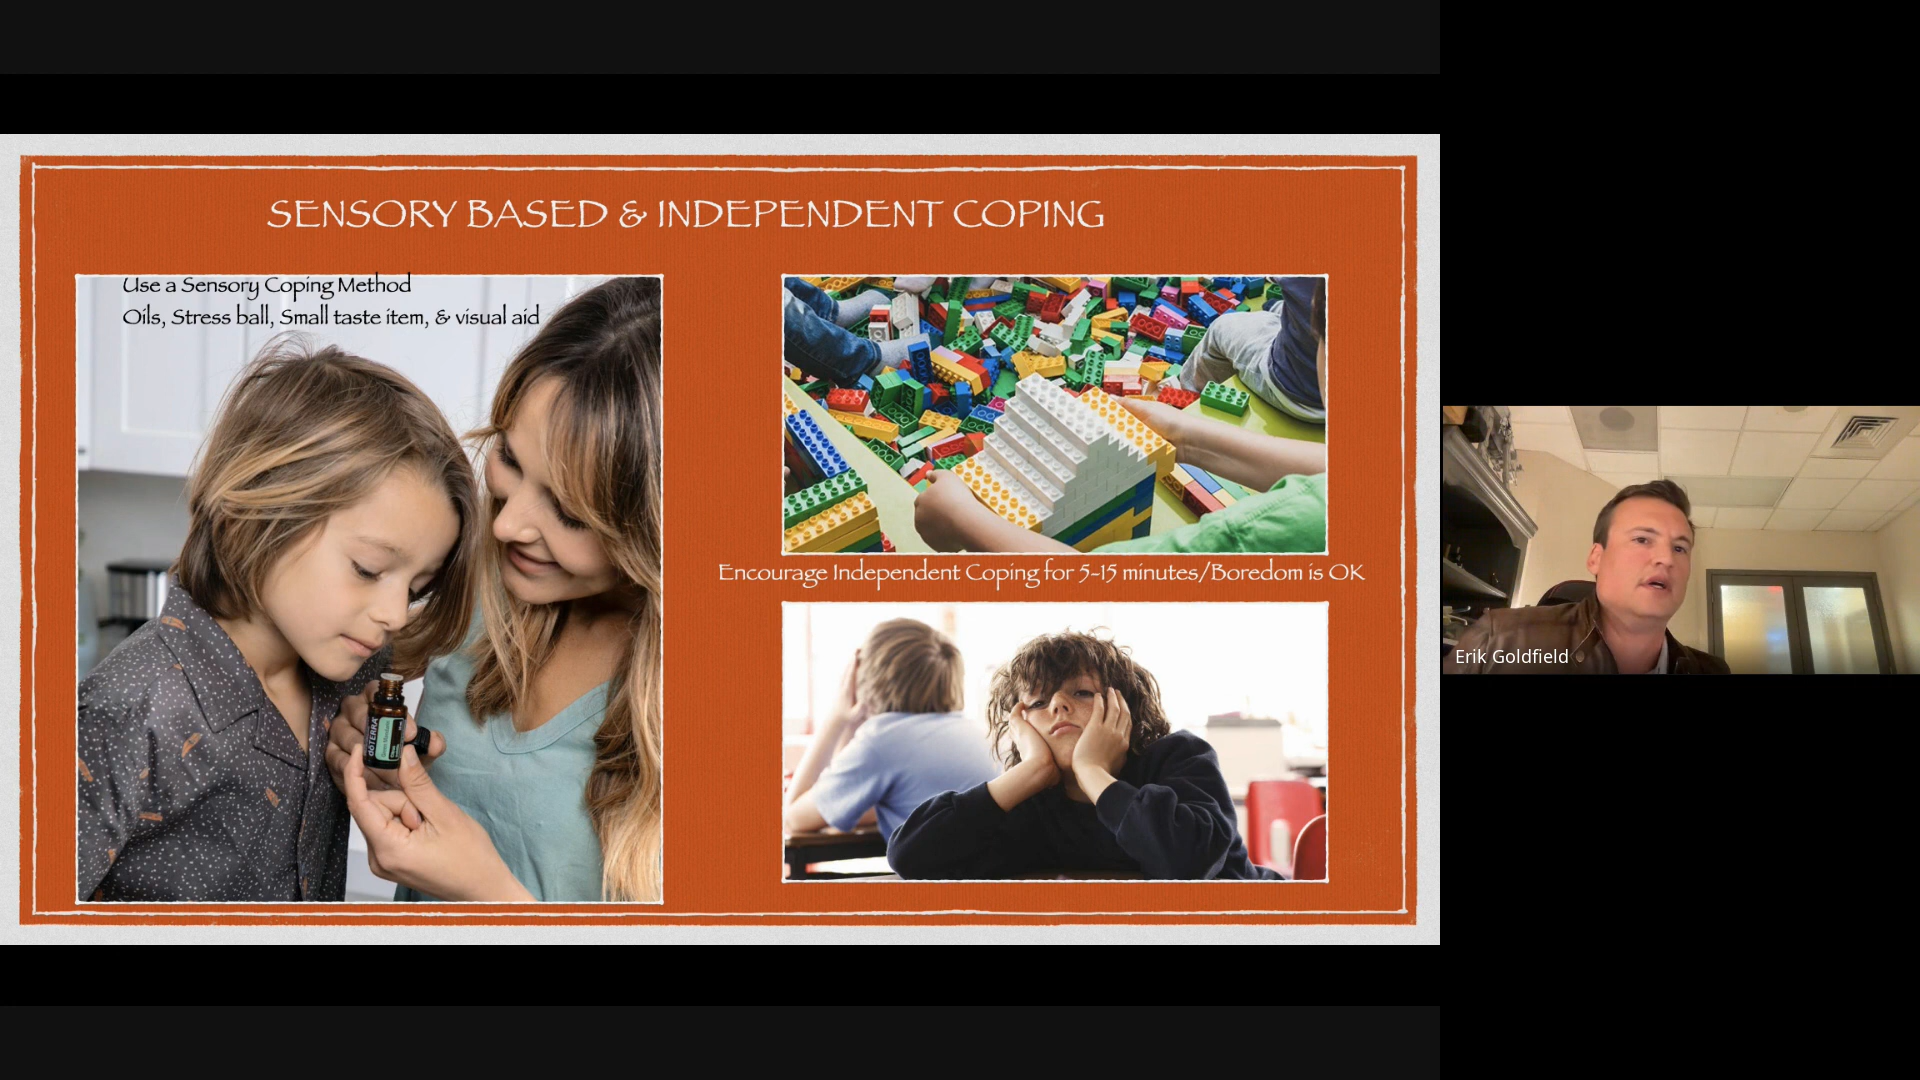 SENSORY BASED & INDEPENDENT COPING
Use a Sensory Coping Method
Oils, Stress ball, Small taste item, & visual aid
dōTERRA
Encourage Independent Coping for 5-15 minutes/Boredom is OK
Erik Goldfield